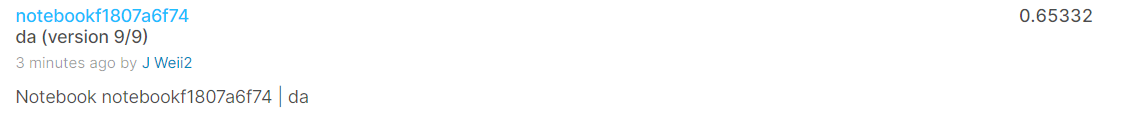 notebookf1807a6f74 0.65332
da (version 9/9)
3 minutes ago by J Weii2
Notebook notebookf1807a6f74 | da